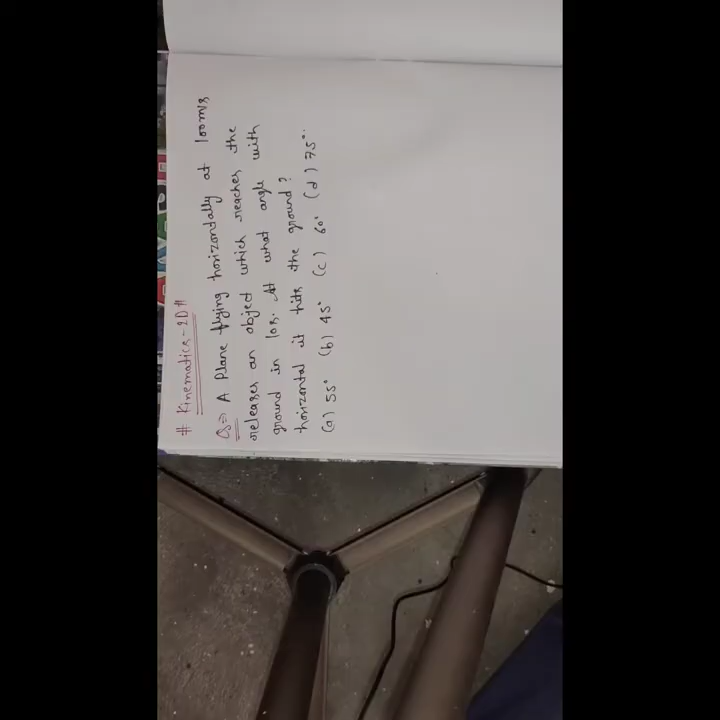 # Kinematics-2D #
Q⇒ A Plane flying horizontally at 100m/s
releases an object which reaches the
ground in 10s. At what angle with
horizontal it hits the ground?
(a) 55° (b) 45° (c) 60° (d) 75°